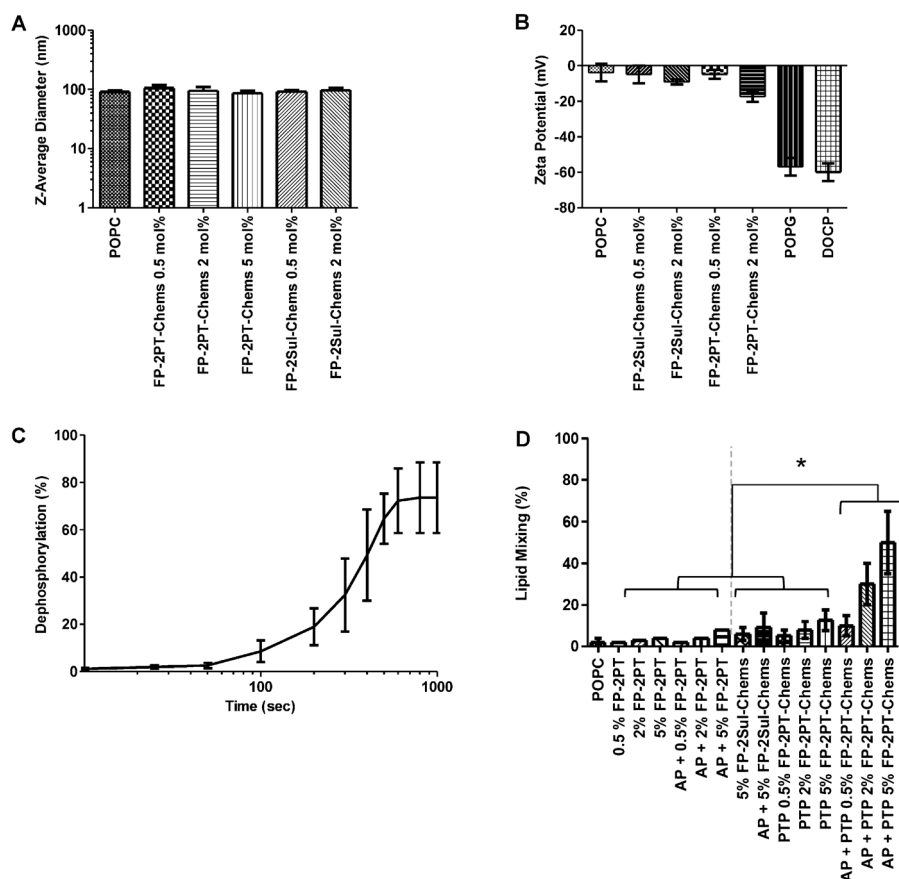 A
Z-Average Diameter (nm)
1000
100
10
1
POPC
FP-2PT-Chems 0.5 mol%
FP-2PT-Chems 2 mol%
FP-2PT-Chems 5 mol%
FP-2Sul-Chems 0.5 mol%
FP-2Sul-Chems 2 mol%
B
Zeta Potential (mV)
20
0
-20
-40
-60
-80
POPC
FP-2Sul-Chems 0.5 mol%
FP-2Sul-Chems 2 mol%
FP-2PT-Chems 0.5 mol%
FP-2PT-Chems 2 mol%
POPG
DOCP
C
Dephosphorylation (%)
100
80
60
40
20
0
100
1000
Time (sec)
D
Lipid Mixing (%)
100
80
60
40
20
0
*
POPC
0.5 % FP-2PT
2% FP-2PT
5% FP-2PT
AP + 0.5% FP-2PT
AP + 2% FP-2PT
AP + 5% FP-2PT
5% FP-2Sul-Chems
AP + 5% FP-2Sul-Chems
PTP 0.5% FP-2PT-Chems
PTP 2% FP-2PT-Chems
PTP 5% FP-2PT-Chems
AP + PTP 0.5% FP-2PT-Chems
AP + PTP 2% FP-2PT-Chems
AP + PTP 5% FP-2PT-Chems